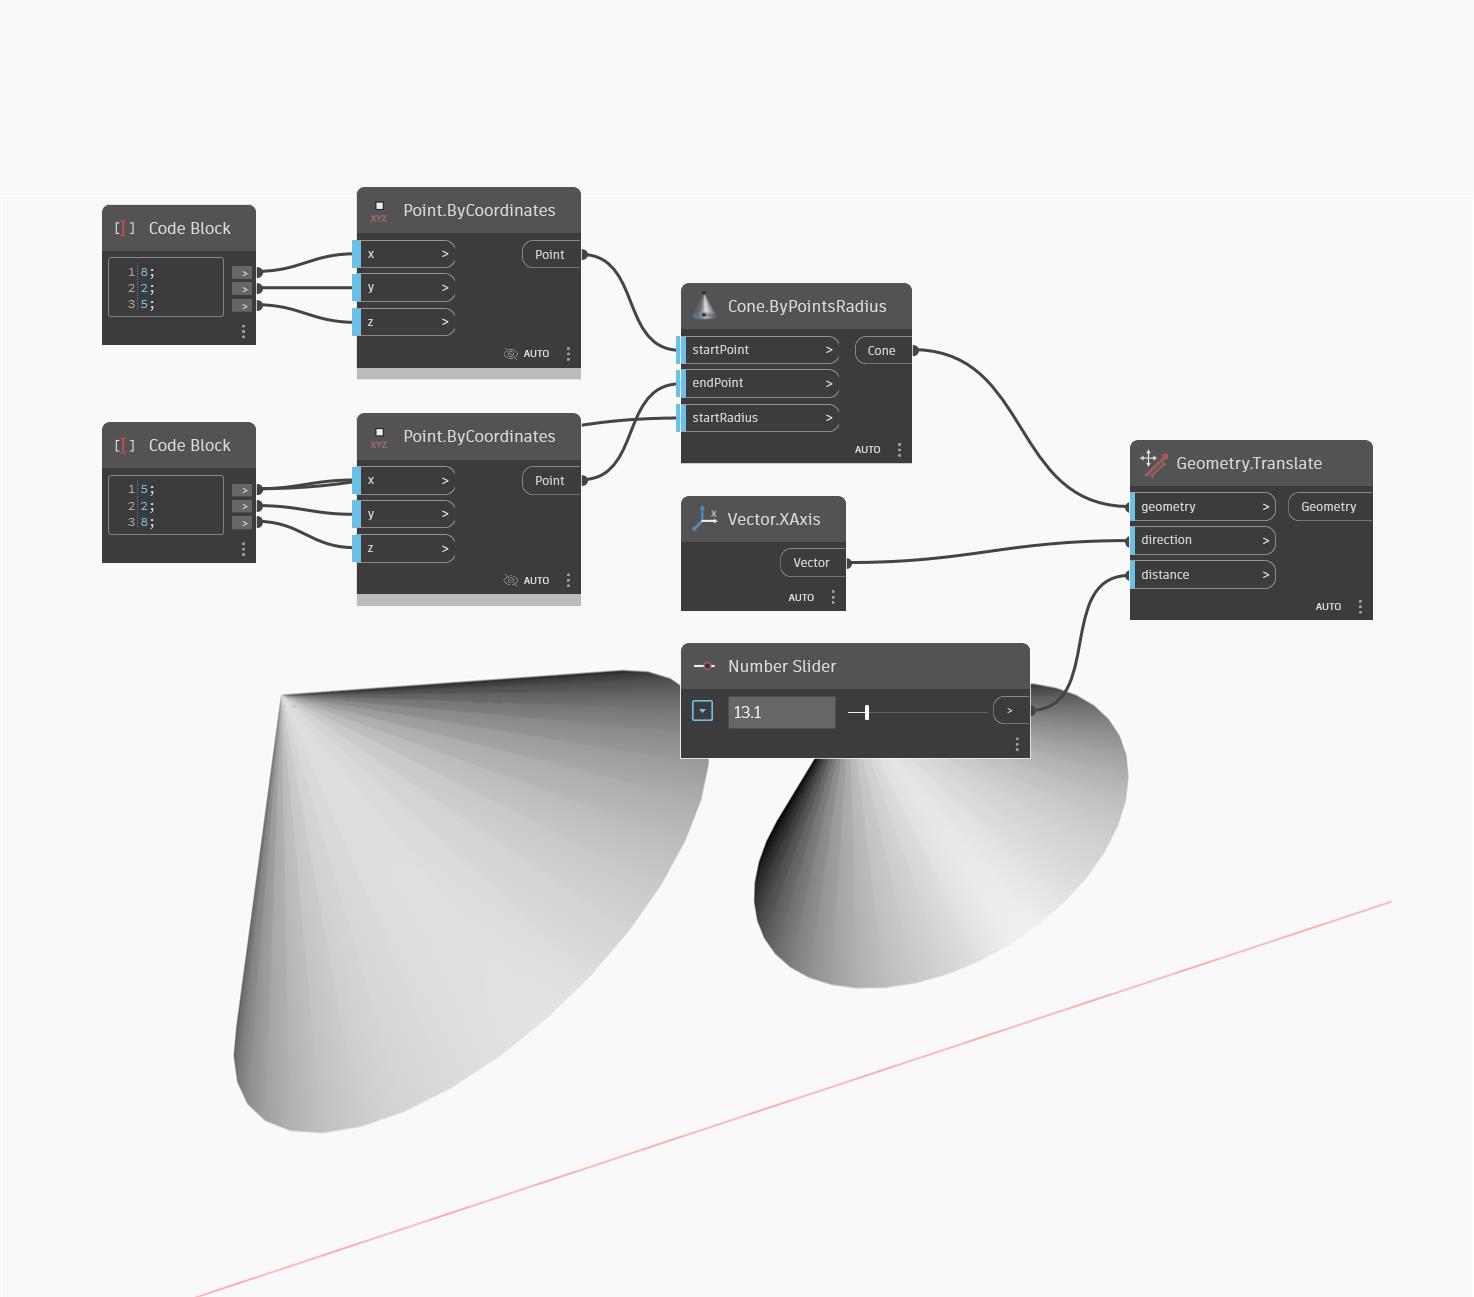 Code Block
1 8; >
2 2; >
3 5; >
XYZ Point.ByCoordinates
x > Point
y >
z >
AUTO
Code Block
1 5; >
2 2; >
3 8; >
XYZ Point.ByCoordinates
x > Point
y >
z >
AUTO
Cone.ByPointsRadius
startPoint > Cone
endPoint >
startRadius >
AUTO
X Vector.XAxis
Vector
AUTO
Number Slider
13.1 >
Geometry.Translate
geometry > Geometry
direction >
distance >
AUTO